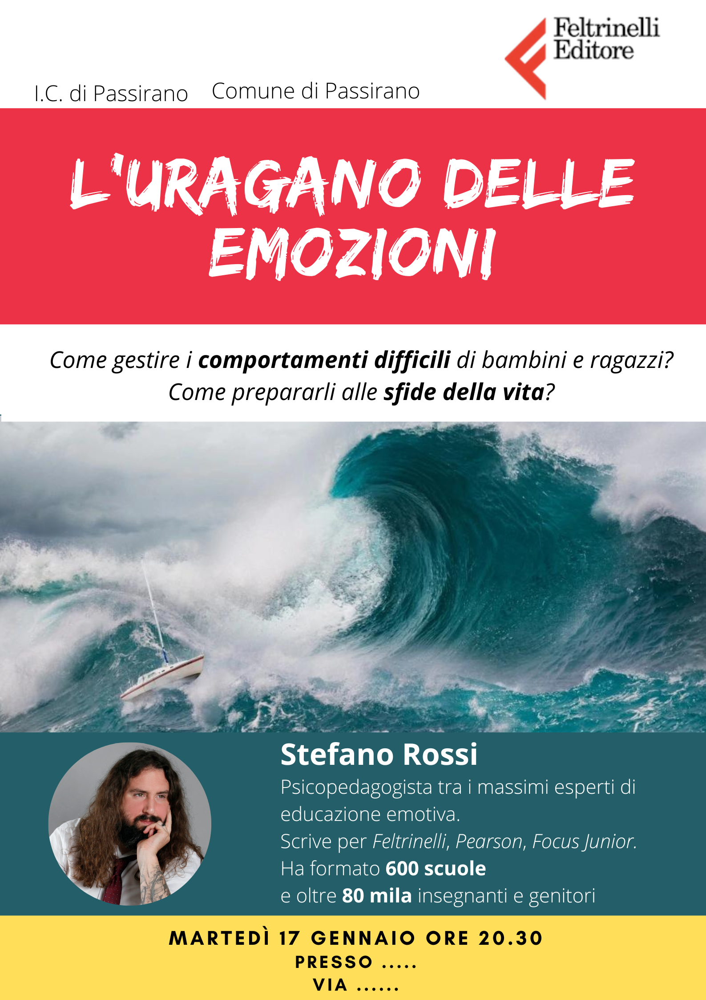 Feltrinelli
Editore
I.C. di Passirano
Comune di Passirano
L'URAGANO DELLE
EMOZIONI
Come gestire i comportamenti difficili di bambini e ragazzi?
Come prepararli alle sfide della vita?
Stefano Rossi
Psicopedagogista tra i massimi esperti di
educazione emotiva.
Scrive per Feltrinelli, Pearson, Focus Junior.
Ha formato 600 scuole
e oltre 80 mila insegnanti e genitori
MARTEDÌ 17 GENNAIO ORE 20.30
PRESSO .....
VIA ......